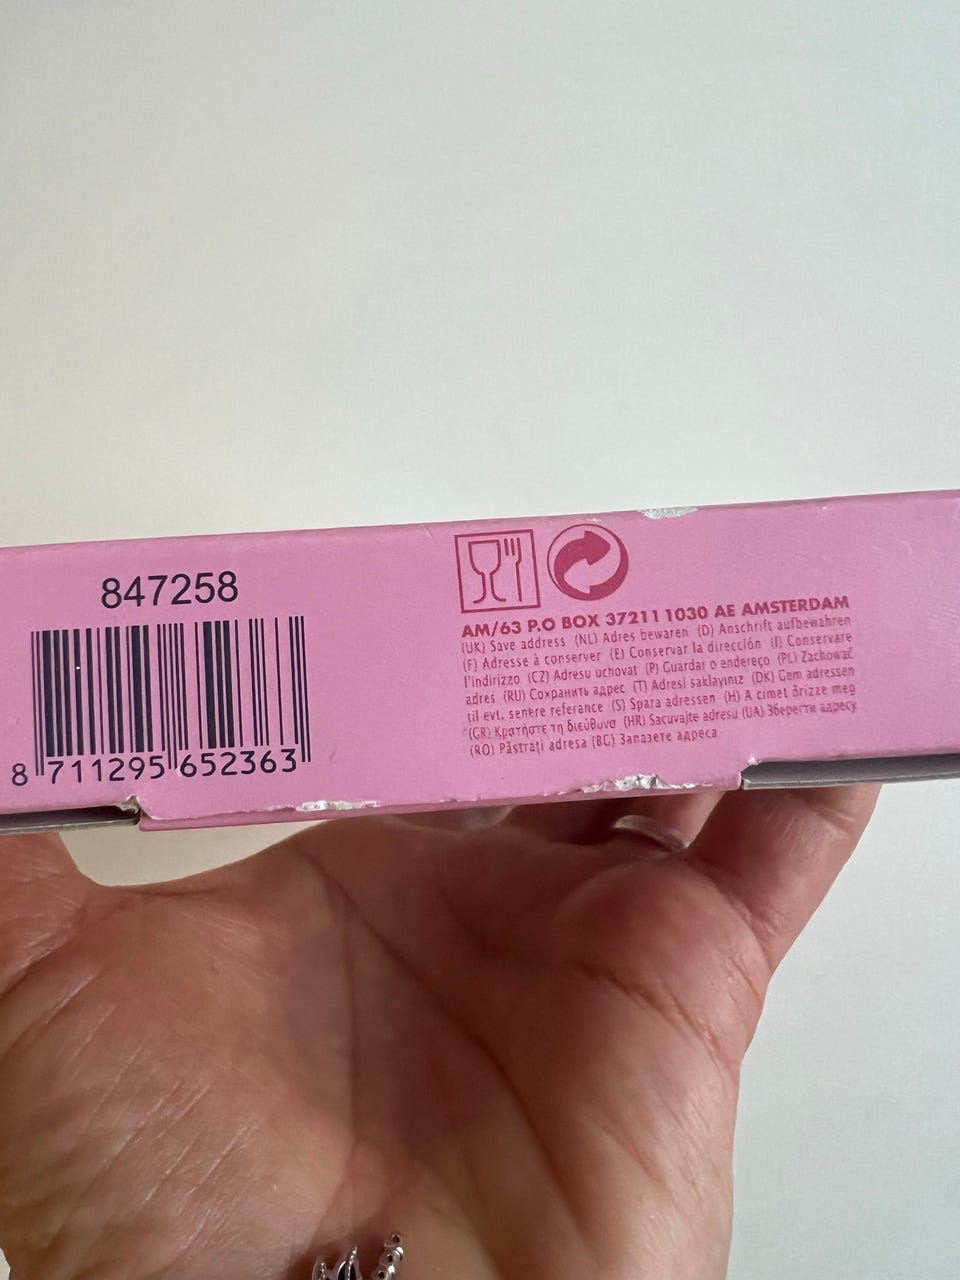 847258
8 711295 652363
AM/63 P.O BOX 37211 1030 AE AMSTERDAM
(UK) Save address (NL) Adres bewaren (D) Anschrift aufbewahren
(F) Adresse à conserver (E) Conservar la dirección (I) Conservare
l'indirizzo (CZ) Adresu uchovat (P) Guardar o endereço (PL) Zachować
adres (RU) Сохранить адрес (T) Adresi saklayınız (DK) Gem adressen
til evt. senere referance (S) Spara adressen (H) A címet őrizze meg
(GR) Κρατήστε τη διεύθυνσ (HR) Sacuvajte adresu (UA) Зберегти адресу
(RO) Păstrați adresa (BG) Запазете адреса